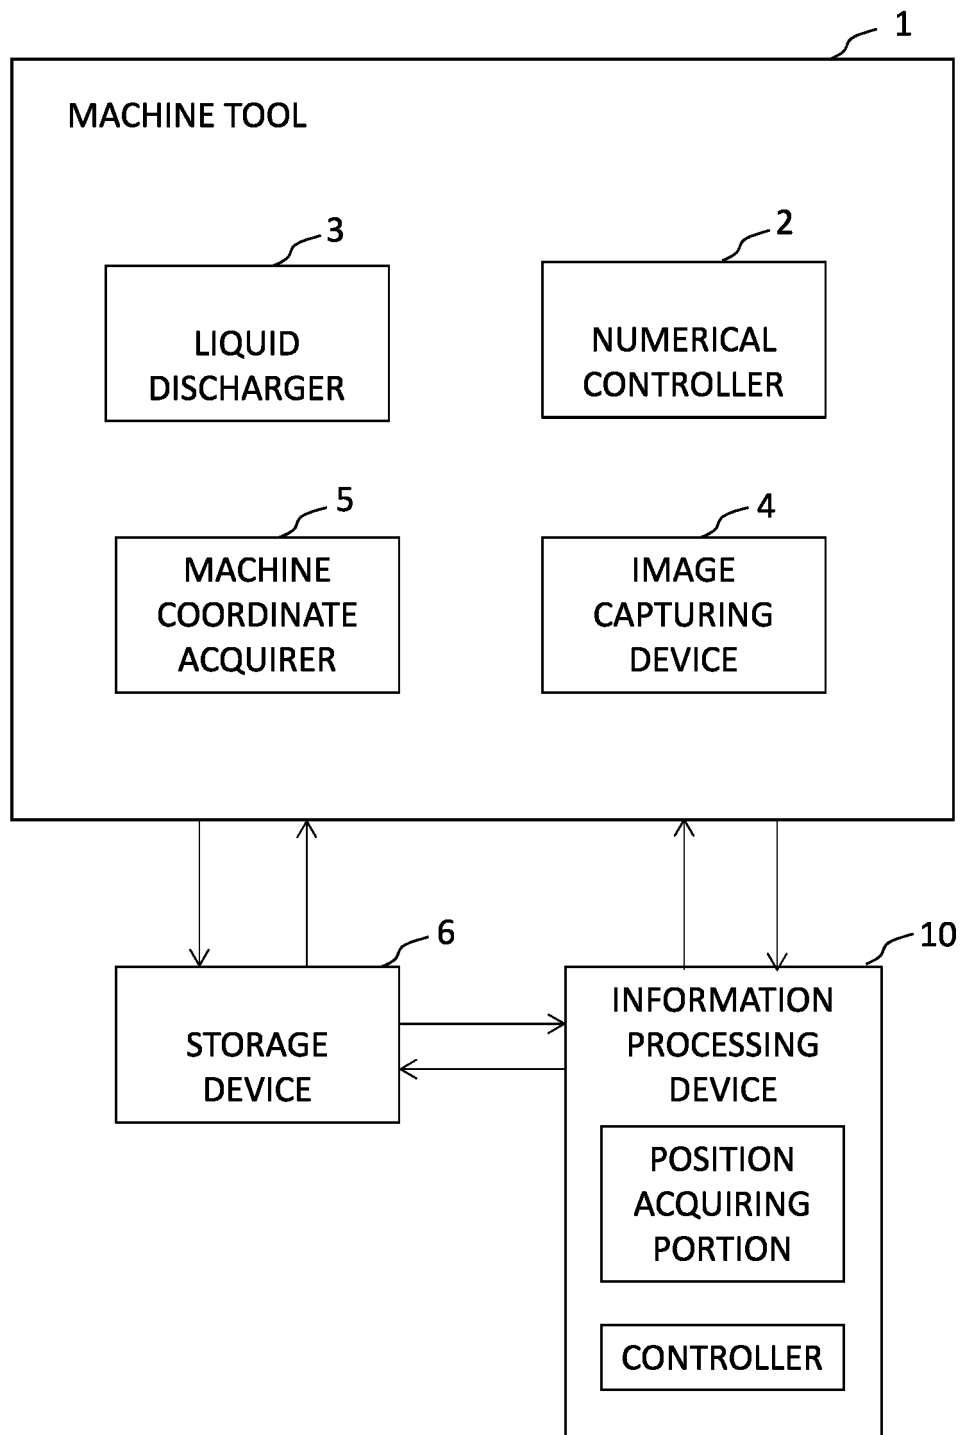 1
MACHINE TOOL
3
LIQUID
DISCHARGER
2
NUMERICAL
CONTROLLER
5
MACHINE
COORDINATE
ACQUIRER
4
IMAGE
CAPTURING
DEVICE
6
STORAGE
DEVICE
10
INFORMATION
PROCESSING
DEVICE
POSITION
ACQUIRING
PORTION
CONTROLLER